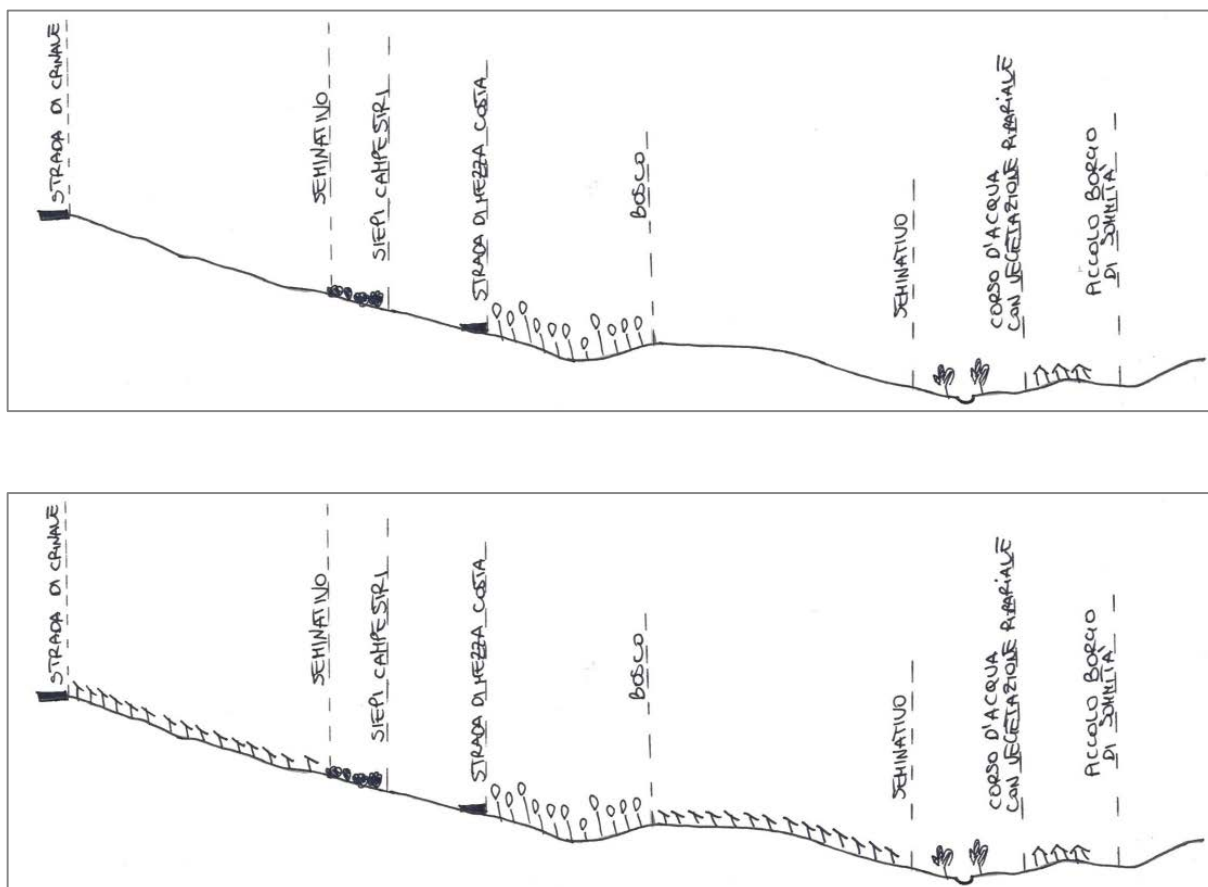 STRADA DI CRINALE
SEMINATIVO
SIEPI CAMPESTRI
STRADA DI MEZZA COSTA
BOSCO
SEMINATIVO
CORSO D'ACQUA
CON VEGETAZIONE RIPARIALE
PICCOLO BORGO
DI SOMMITÀ
STRADA DI CRINALE
SEMINATIVO
SIEPI CAMPESTRI
STRADA DI MEZZA COSTA
BOSCO
SEMINATIVO
CORSO D'ACQUA
CON VEGETAZIONE RIPARIALE
PICCOLO BORGO
DI SOMMITÀ